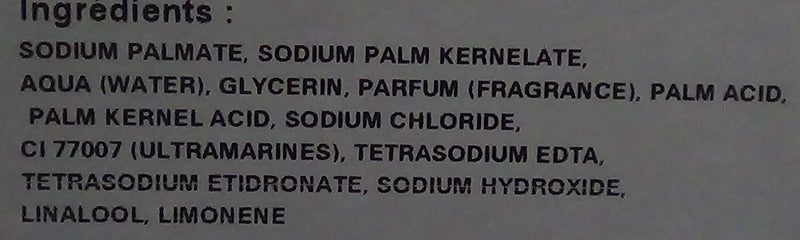 Ingrédients :
SODIUM PALMATE, SODIUM PALM KERNELATE,
AQUA (WATER), GLYCERIN, PARFUM (FRAGRANCE), PALM ACID,
PALM KERNEL ACID, SODIUM CHLORIDE,
CI 77007 (ULTRAMARINES), TETRASODIUM EDTA,
TETRASODIUM ETIDRONATE, SODIUM HYDROXIDE,
LINALOOL, LIMONENE